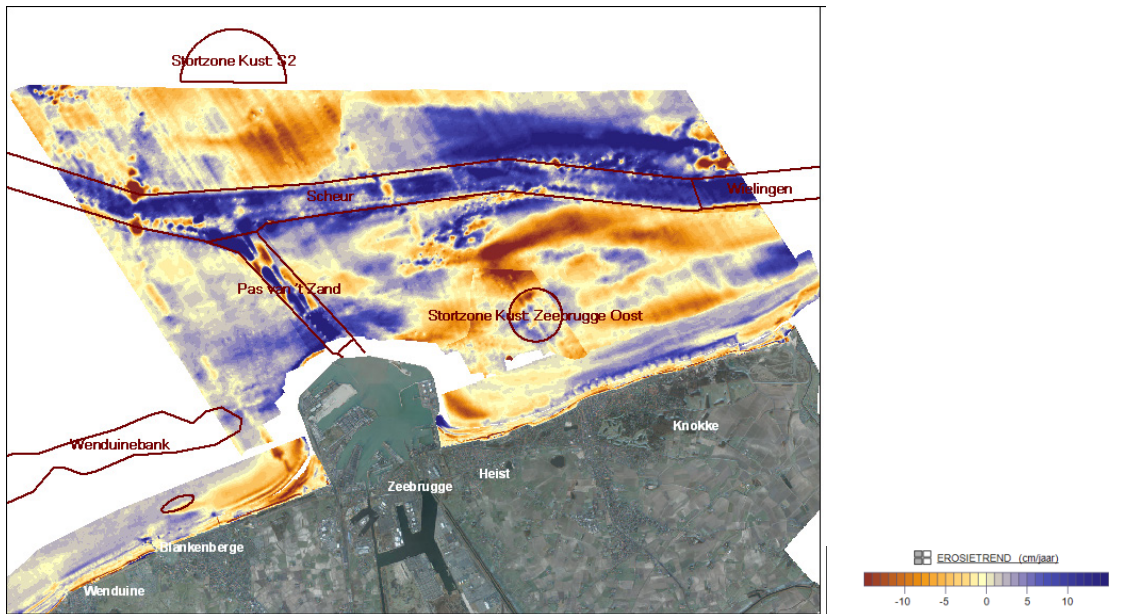 Stortzone Kust: S2
Scheur
Wielingen
Pas van 't Zand
Stortzone Kust: Zeebrugge Oost
Wenduinebank
Knokke
Heist
Zeebrugge
Blankenberge
Wenduine
EROSIETREND (cm/jaar)
-10 -5 0 5 10